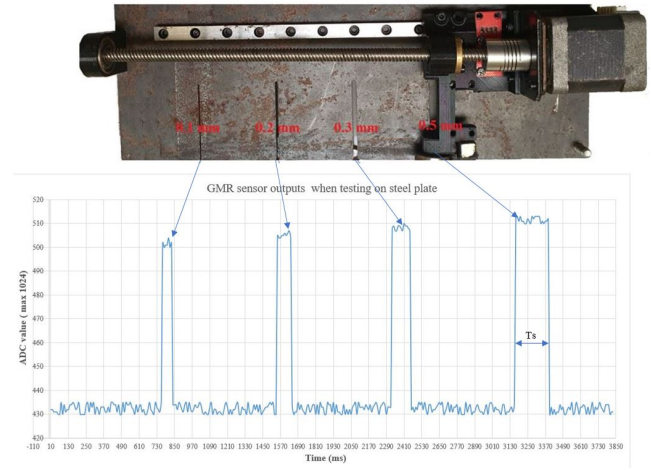 0.1 mm
0.2 mm
0.3 mm
0.5 mm
GMR sensor outputs when testing on steel plate
520
510
500
490
480
470
460
450
440
430
420
ADC value ( max 1024)
Ts
-110 10 130 250 370 490 610 730 850 970 1090 1210 1330 1450 1570 1690 1810 1930 2050 2170 2290 2410 2530 2650 2770 2890 3010 3130 3250 3370 3490 3610 3730 3850
Time (ms)